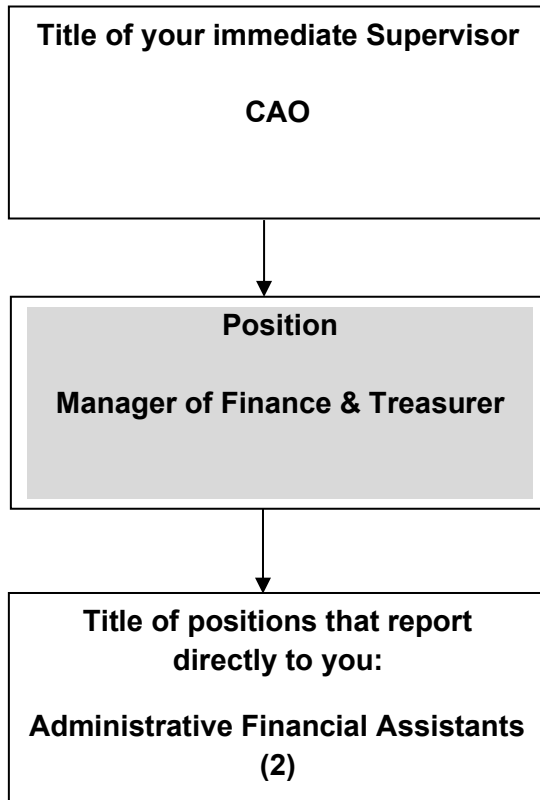 Title of your immediate Supervisor
CAO
Position
Manager of Finance & Treasurer
Title of positions that report
directly to you:
Administrative Financial Assistants
(2)